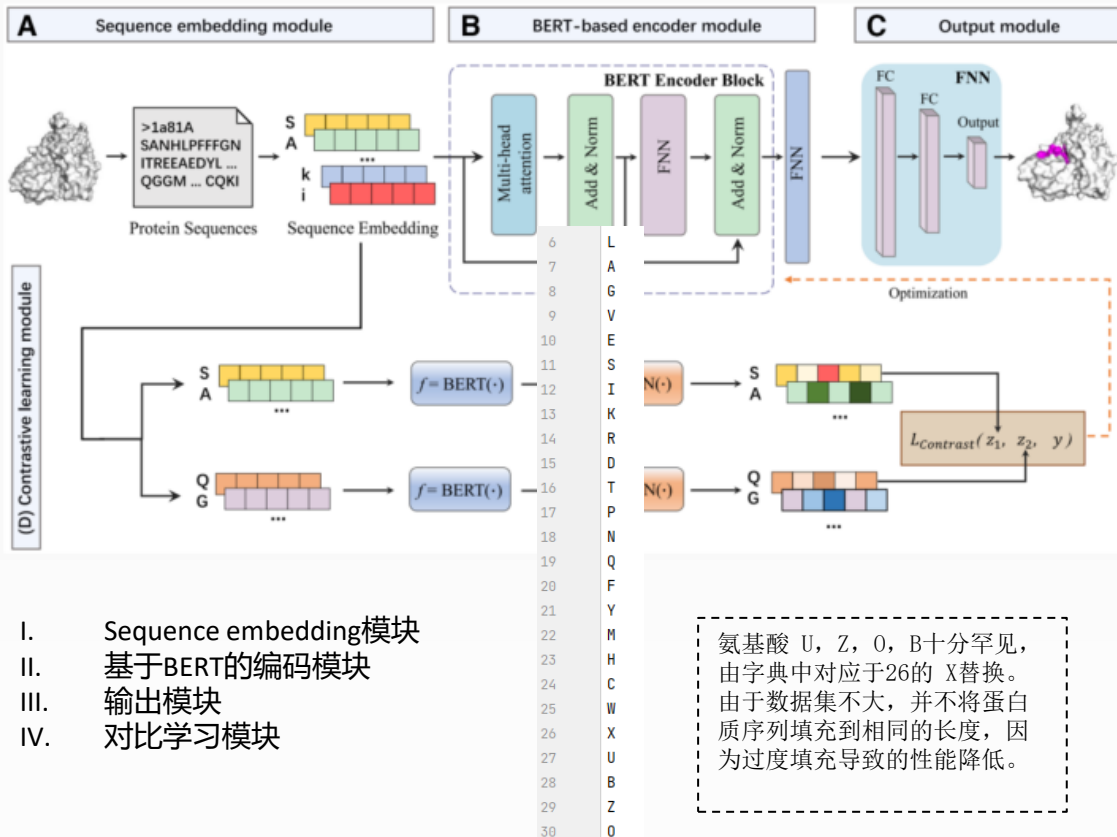 A Sequence embedding module
B BERT-based encoder module
C Output module
>1a81A
SANHLPFFFGN
ITREEAEDYL ...
QGGM ... CQKI
Protein Sequences
S
A
...
k
i
Sequence Embedding
BERT Encoder Block
Multi-head
attention
Add & Norm
FNN
Add & Norm
FNN
FC
FC
FNN
Output
Optimization
(D) Contrastive learning module
S
A
...
f = BERT(·)
N(·)
S
A
...
Q
G
...
f = BERT(·)
N(·)
Q
G
...
L_Contrast(z₁, z₂, y)
6 L
7 A
8 G
9 V
10 E
11 S
12 I
13 K
14 R
15 D
16 T
17 P
18 N
19 Q
20 F
21 Y
22 M
23 H
24 C
25 W
26 X
27 U
28 B
29 Z
30 O
I. Sequence embedding模块
II. 基于BERT的编码模块
III. 输出模块
IV. 对比学习模块
氨基酸 U，Z，O，B十分罕见，
由字典中对应于26的 X替换。
由于数据集不大，并不将蛋白
质序列填充到相同的长度，因
为过度填充导致的性能降低。